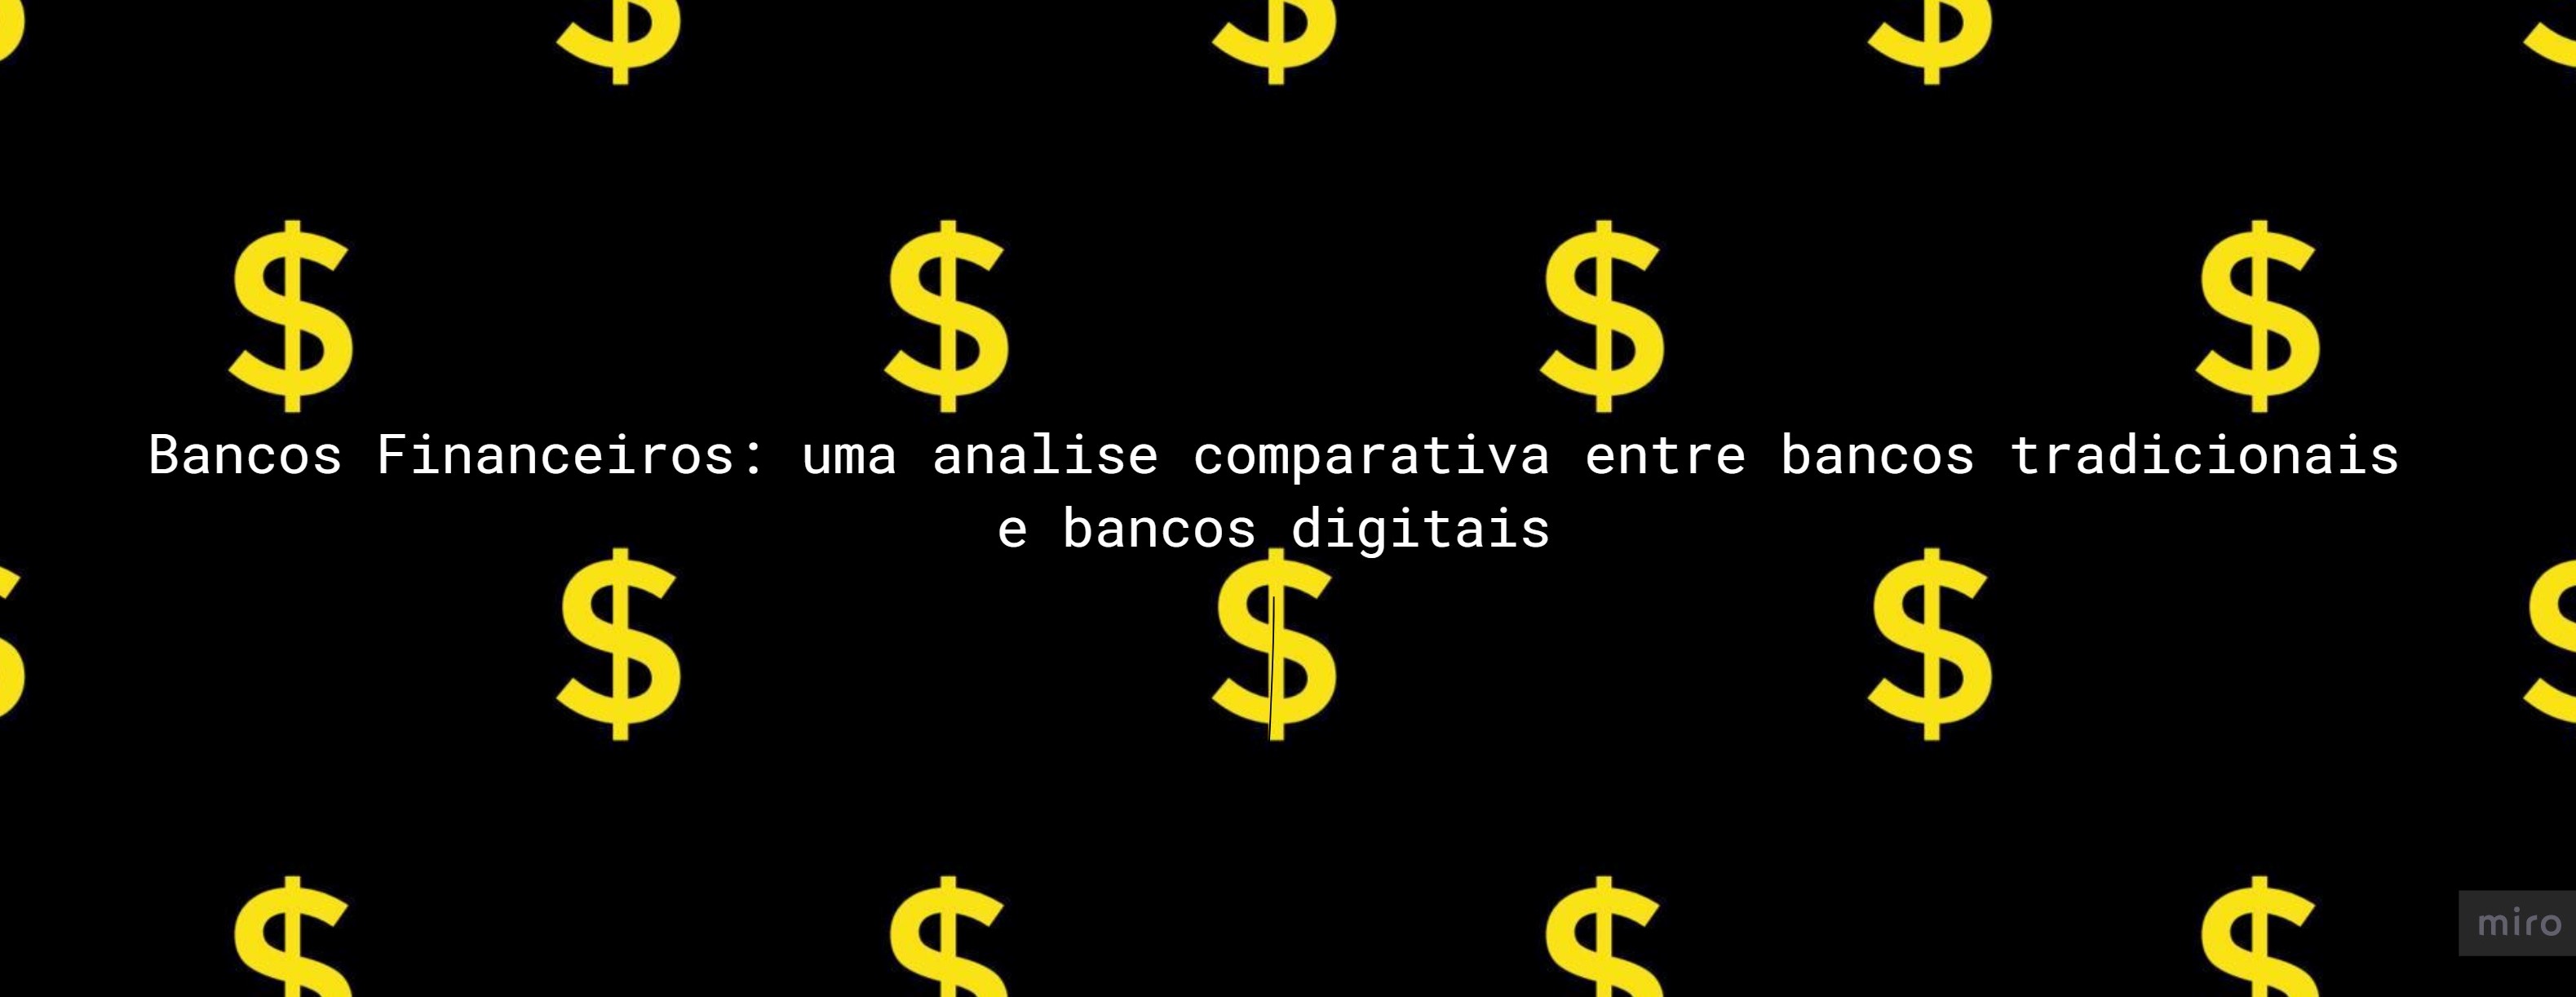 Bancos Financeiros: uma analise comparativa entre bancos tradicionais
e bancos digitais
miro